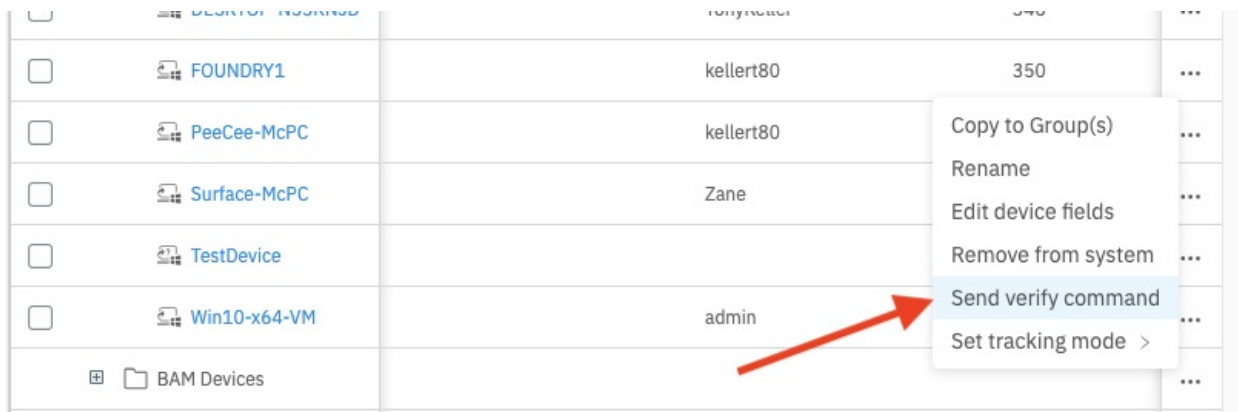 FOUNDRY1 kellert80 350 ...
PeeCee-McPC kellert80 ...
Surface-McPC Zane ...
TestDevice ...
Win10-x64-VM admin ...
BAM Devices ...
Copy to Group(s)
Rename
Edit device fields
Remove from system
Send verify command
Set tracking mode >